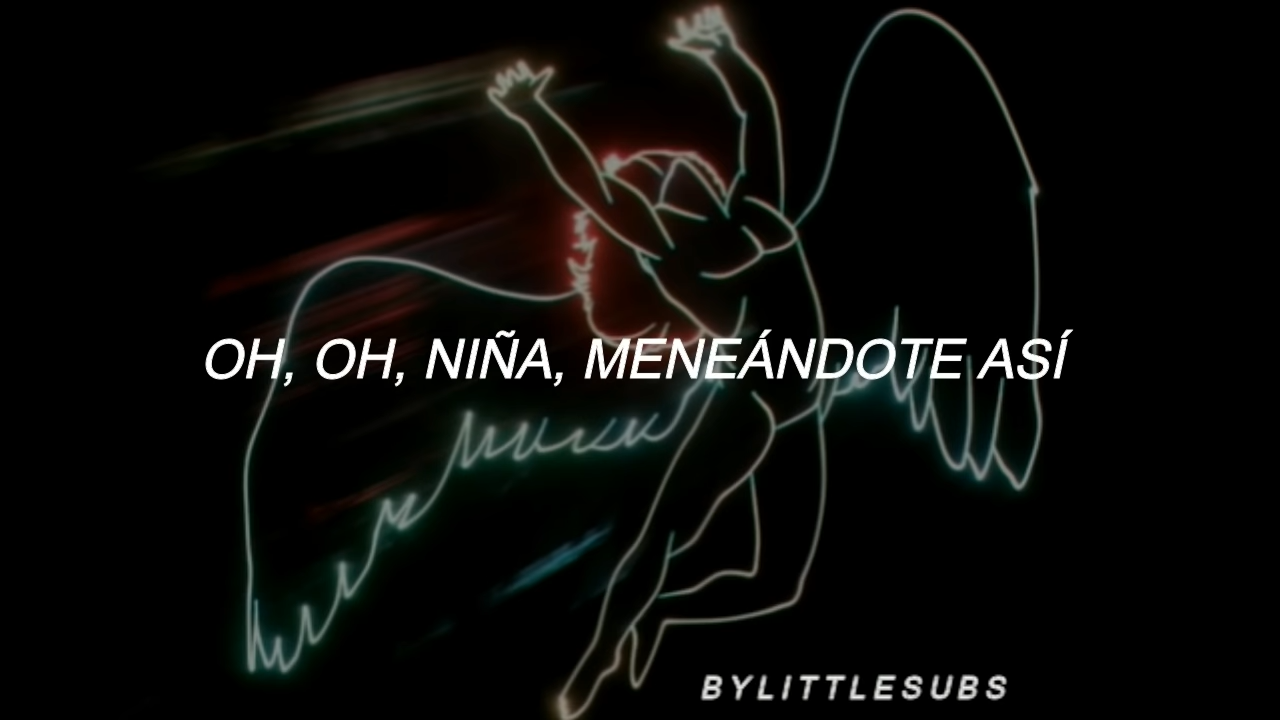 OH, OH, NIÑA, MENEÁNDOTE ASÍ
BYLITTLESUBS